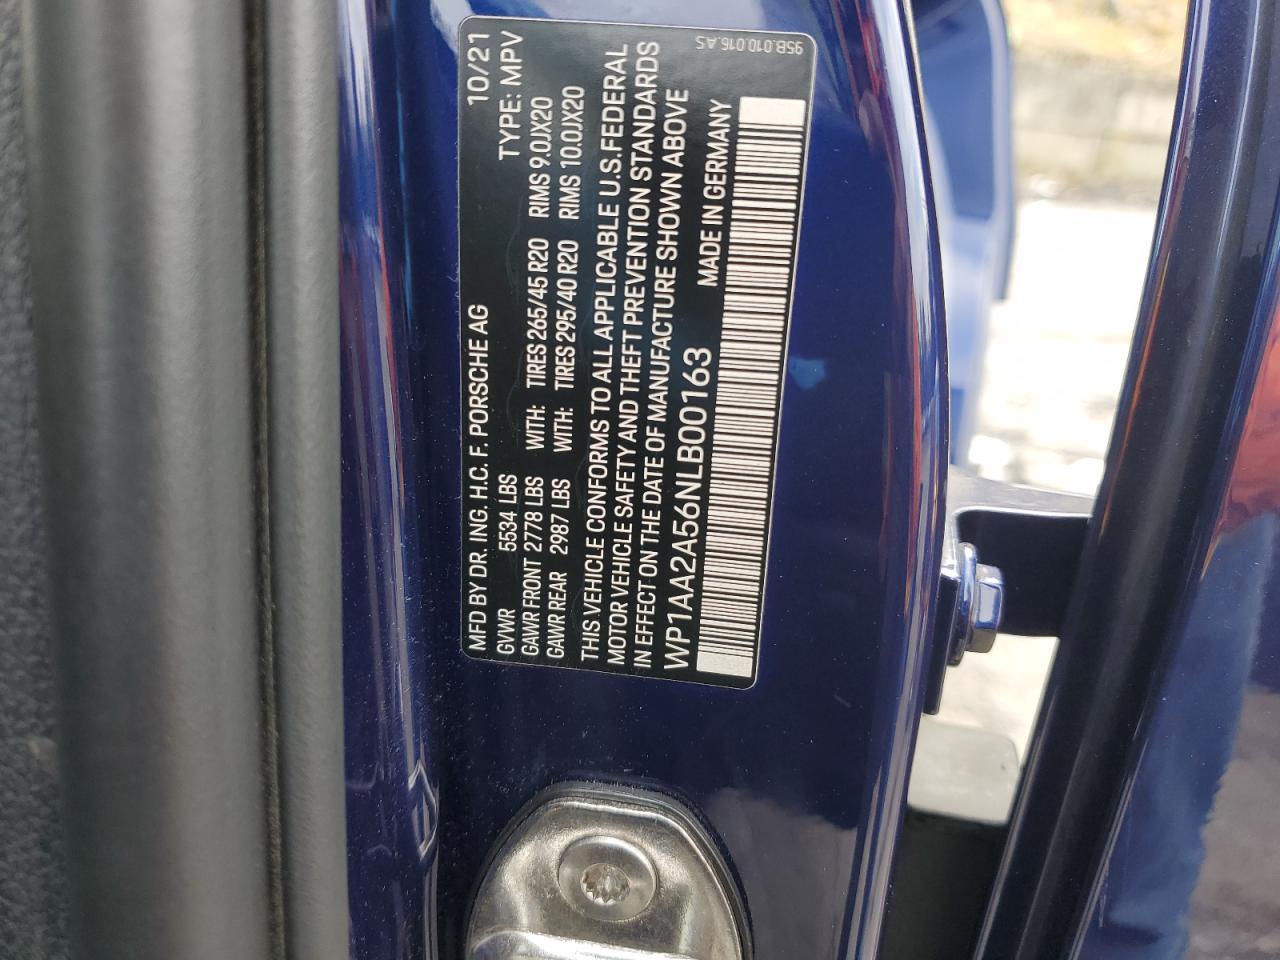 MFD BY DR. ING. H.C. F. PORSCHE AG 10/21
GVWR 5534 LBS TYPE: MPV
GAWR FRONT 2778 LBS WITH: TIRES 265/45 R20 RIMS 9.0JX20
GAWR REAR 2987 LBS WITH: TIRES 295/40 R20 RIMS 10.0JX20
THIS VEHICLE CONFORMS TO ALL APPLICABLE U.S. FEDERAL
MOTOR VEHICLE SAFETY AND THEFT PREVENTION STANDARDS
IN EFFECT ON THE DATE OF MANUFACTURE SHOWN ABOVE
WP1AA2A56NLB00163 MADE IN GERMANY
95B.010.016.AS